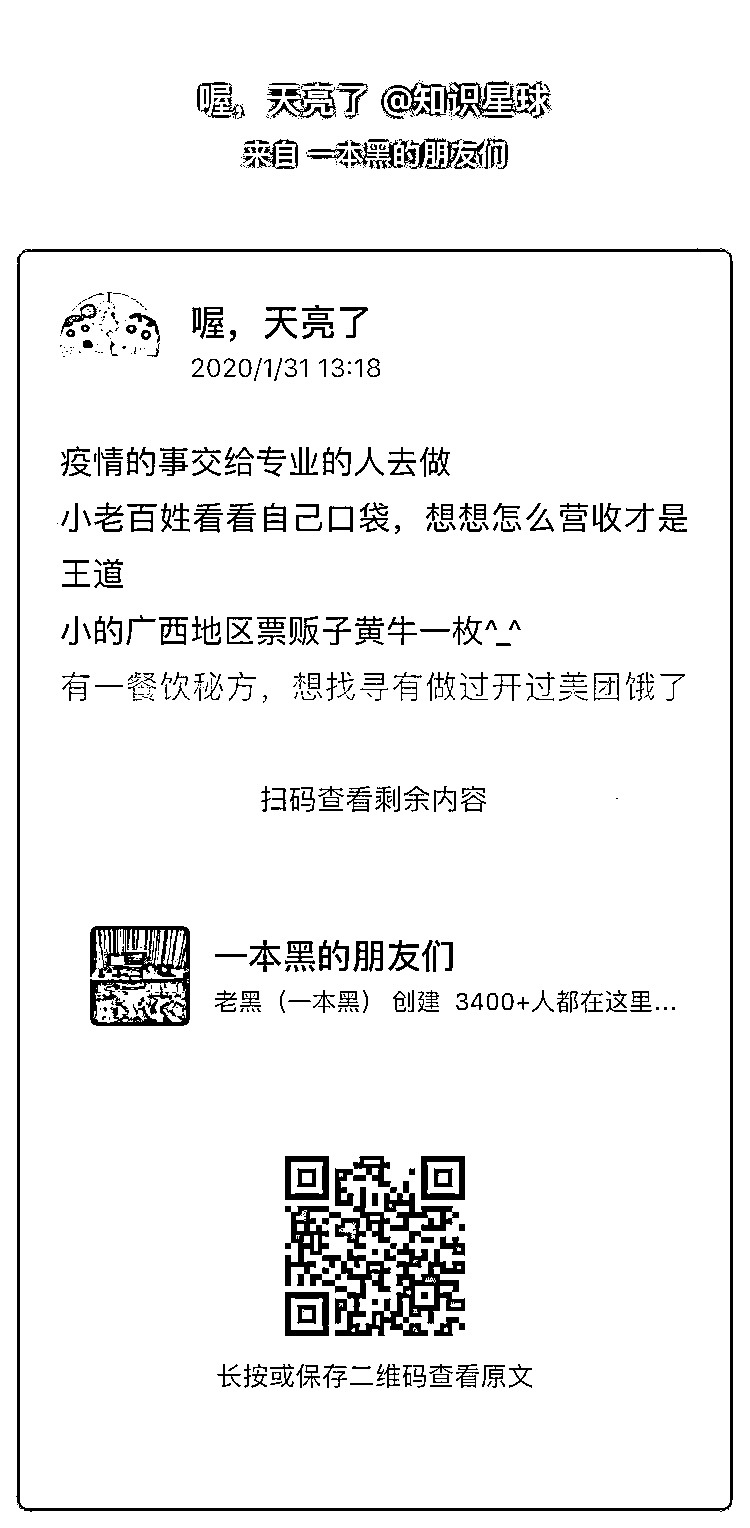 喔，天亮了 @知识星球
来自 一本黑的朋友们
喔，天亮了
2020/1/31 13:18
疫情的事交给专业的人去做
小老百姓看看自己口袋，想想怎么营收才是
王道
小的广西地区票贩子黄牛一枚^_^
有一餐饮秘方，想找寻有做过开过美团饿了
扫码查看剩余内容
一本黑的朋友们
老黑（一本黑） 创建 3400+人都在这里...
长按或保存二维码查看原文